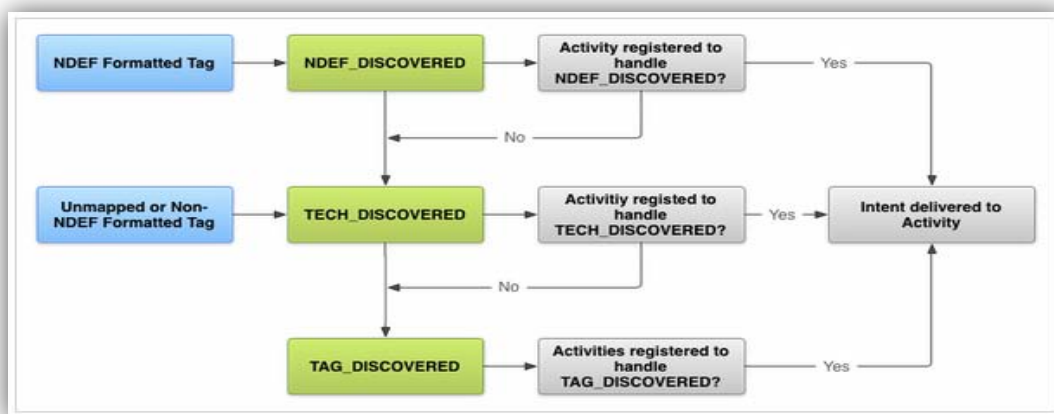 NDEF Formatted Tag
NDEF_DISCOVERED
Activity registered to
handle
NDEF_DISCOVERED?
Yes
No
Unmapped or Non-
NDEF Formatted Tag
TECH_DISCOVERED
Activitiy registed to
handle
TECH_DISCOVERED?
Yes
Intent delivered to
Activity
No
TAG_DISCOVERED
Activities registered to
handle
TAG_DISCOVERED?
Yes